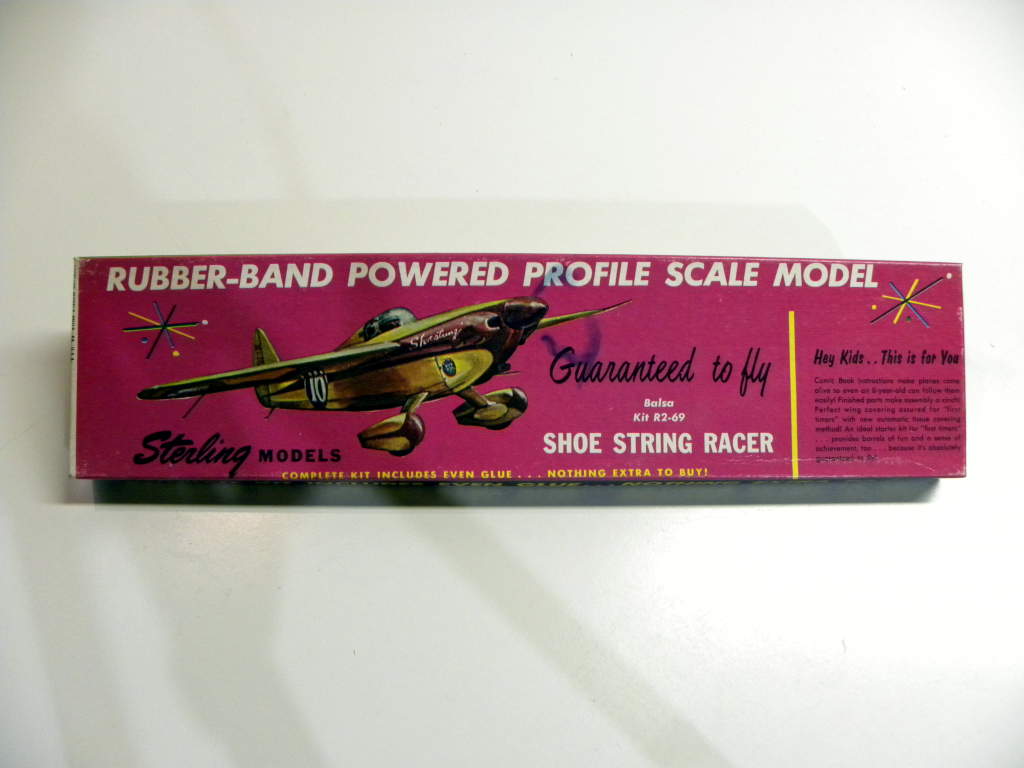 RUBBER-BAND POWERED PROFILE SCALE MODEL
Shoestring
10
Guaranteed to fly
Balsa
Kit R2-69
SHOE STRING RACER
Sterling MODELS
COMPLETE KIT INCLUDES EVEN GLUE . . . NOTHING EXTRA TO BUY!
Hey Kids . . This is for You
Comic Book Instructions make planes come
alive so even an 8-year-old can follow them
easily! Finished parts make assembly a cinch!
Perfect wing covering assured for "first
timers" with new automatic tissue covering
method! An ideal starter kit for "first timers"
. . . provides barrels of fun and a sense of
achievement, too . . . because it's absolutely
guaranteed to fly.